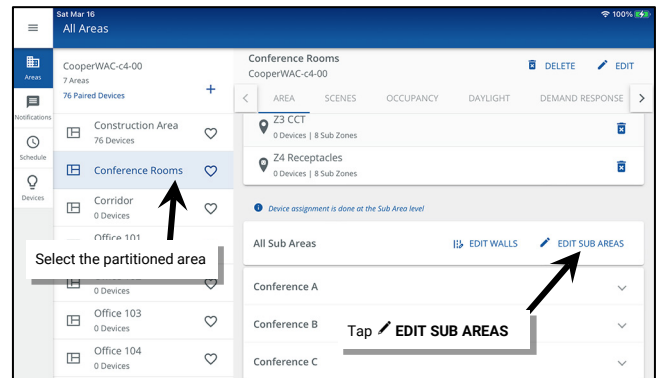 Sat Mar 16
100%
All Areas
Areas
Notifications
Schedule
Devices
CooperWAC-c4-00
7 Areas
76 Paired Devices
+
Construction Area
76 Devices
Conference Rooms
Corridor
0 Devices
Office 101
Select the partitioned area
0 Devices
Office 103
0 Devices
Office 104
0 Devices
Conference Rooms
CooperWAC-c4-00
DELETE
EDIT
AREA SCENES OCCUPANCY DAYLIGHT DEMAND RESPONSE
Z3 CCT
0 Devices | 8 Sub Zones
Z4 Receptacles
0 Devices | 8 Sub Zones
Device assignment is done at the Sub Area level
All Sub Areas
EDIT WALLS
EDIT SUB AREAS
Conference A
Conference B
Tap EDIT SUB AREAS
Conference C